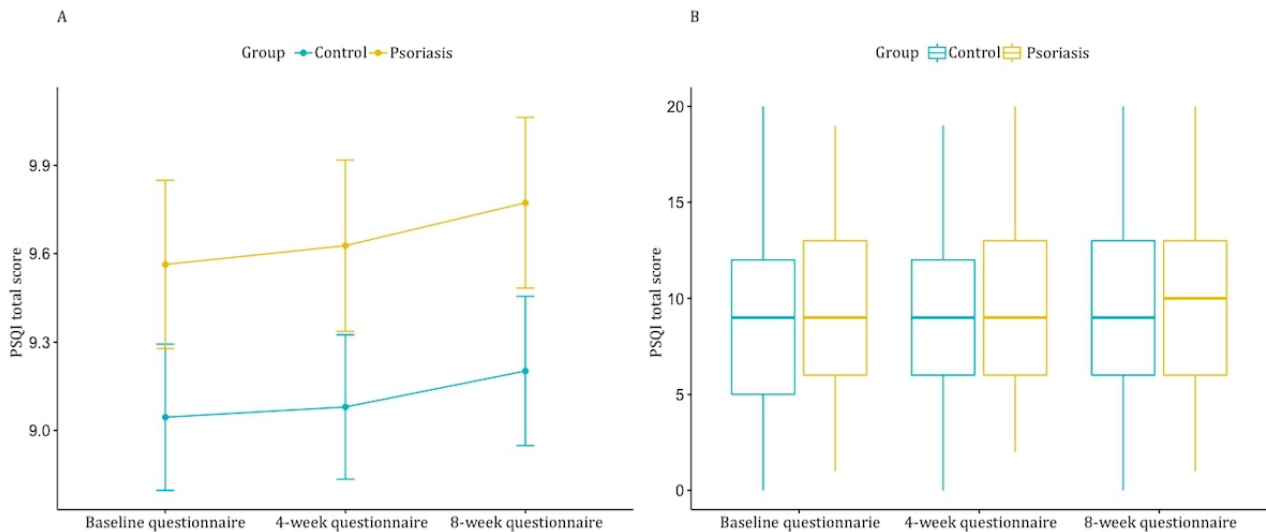 A
Group Control Psoriasis
PSQI total score
9.9
9.6
9.3
9.0
Baseline questionnaire 4-week questionnaire 8-week questionnaire
B
Group Control Psoriasis
PSQI total score
20
15
10
5
0
Baseline questionnarie 4-week questionnaire 8-week questionnaire